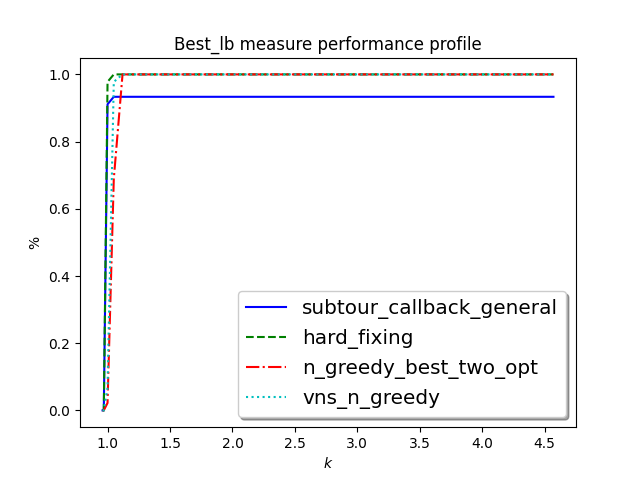 Best_lb measure performance profile
1.0
0.8
0.6
0.4
0.2
0.0
%
subtour_callback_general
hard_fixing
n_greedy_best_two_opt
vns_n_greedy
1.0 1.5 2.0 2.5 3.0 3.5 4.0 4.5
k